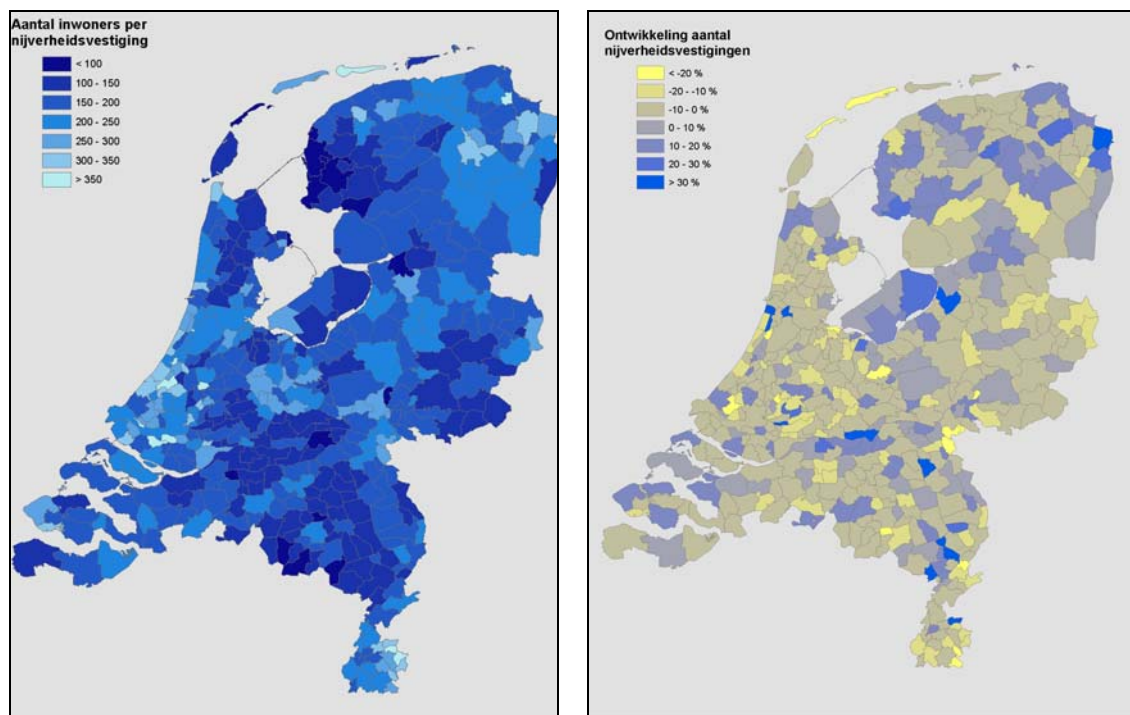 Aantal inwoners per
nijverheidsvestiging
< 100
100 - 150
150 - 200
200 - 250
250 - 300
300 - 350
> 350
Ontwikkeling aantal
nijverheidsvestigingen
< -20 %
-20 - -10 %
-10 - 0 %
0 - 10 %
10 - 20 %
20 - 30 %
> 30 %